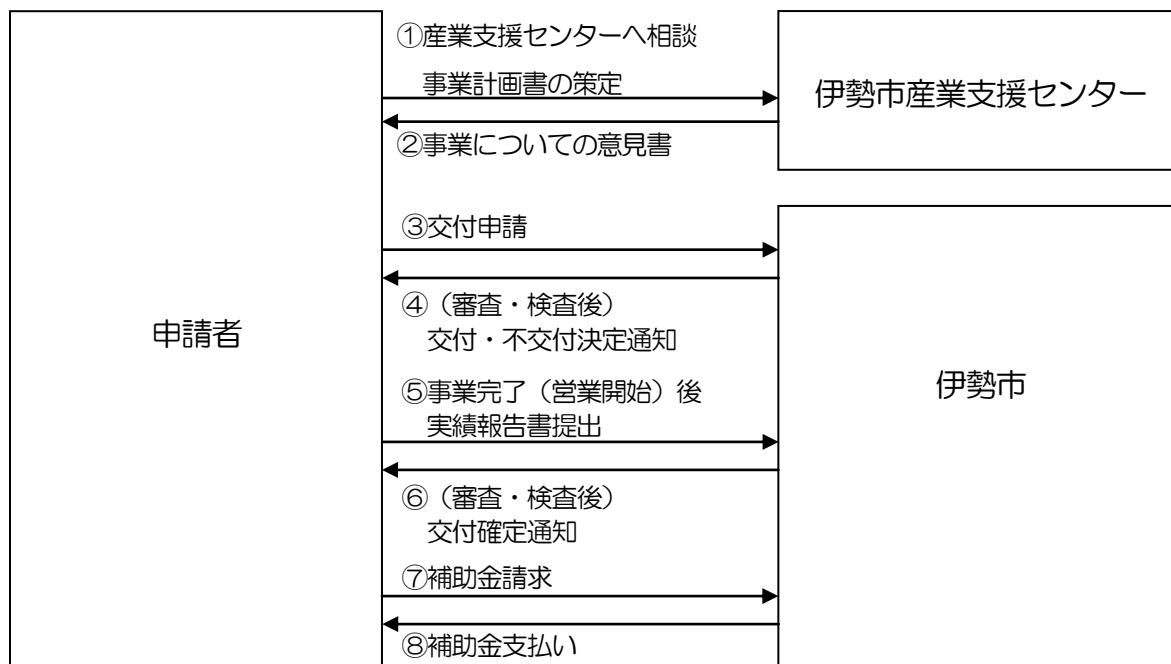 ①産業支援センターへ相談
事業計画書の策定
伊勢市産業支援センター
②事業についての意見書
③交付申請
④（審査・検査後）
交付・不交付決定通知
申請者
⑤事業完了（営業開始）後
実績報告書提出
伊勢市
⑥（審査・検査後）
交付確定通知
⑦補助金請求
⑧補助金支払い